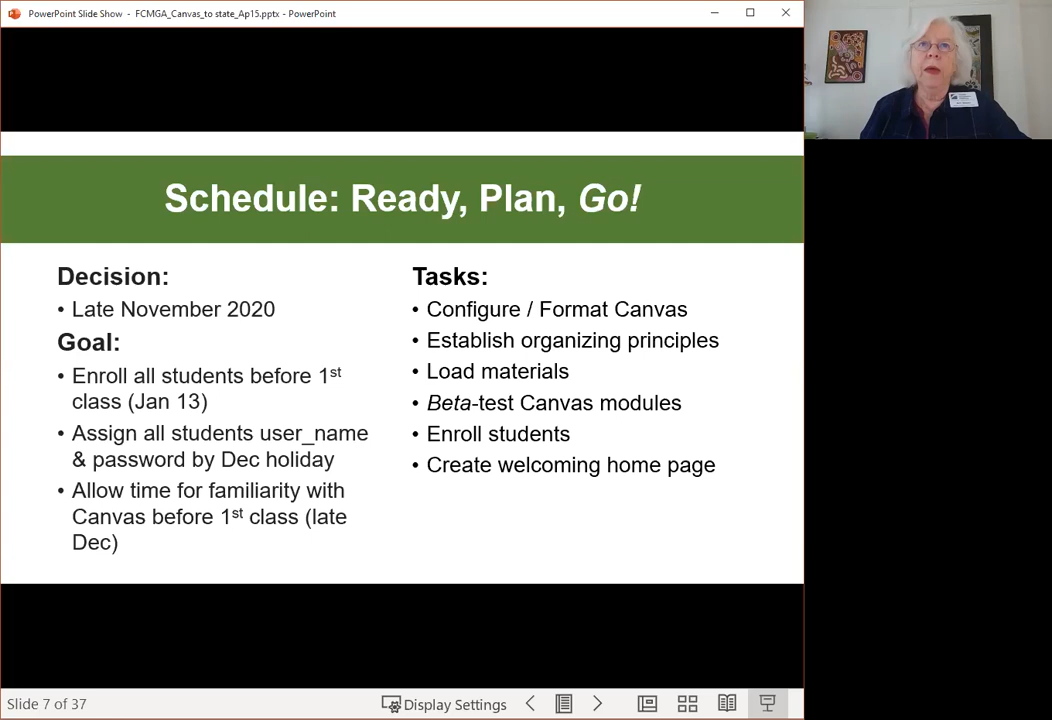 PowerPoint Slide Show - FCMGA_Canvas_to state_Ap15.pptx - PowerPoint
Schedule: Ready, Plan, Go!
Decision:
• Late November 2020
Goal:
• Enroll all students before 1st
class (Jan 13)
• Assign all students user_name
& password by Dec holiday
• Allow time for familiarity with
Canvas before 1st class (late
Dec)
Tasks:
• Configure / Format Canvas
• Establish organizing principles
• Load materials
• Beta-test Canvas modules
• Enroll students
• Create welcoming home page
Slide 7 of 37
Display Settings